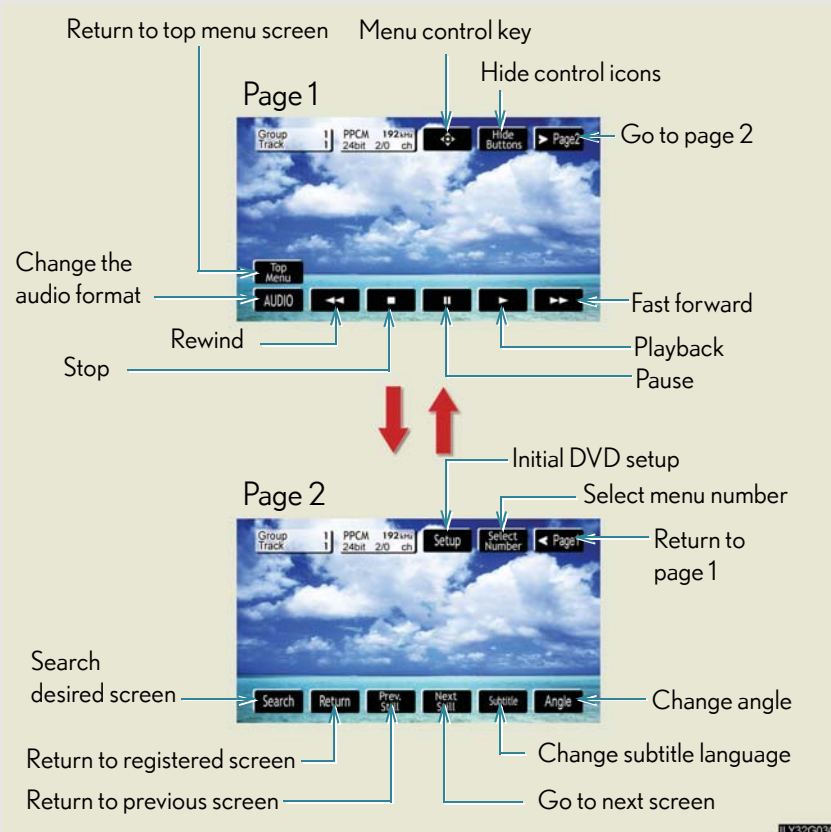 Return to top menu screen
Menu control key
Hide control icons
Page 1
Group 1
Track 1
PPCM 192kHz
24bit 2/0 ch
Hide
Buttons
Page2
Go to page 2
Change the
audio format
Top
Menu
AUDIO
Fast forward
Rewind
Playback
Stop
Pause
Initial DVD setup
Page 2
Select menu number
Group 1
Track 1
PPCM 192kHz
24bit 2/0 ch
Setup
Select
Number
Page1
Return to
page 1
Search
desired screen
Search
Return
Prev.
Still
Next
Still
Subtitle
Angle
Change angle
Return to registered screen
Change subtitle language
Return to previous screen
Go to next screen